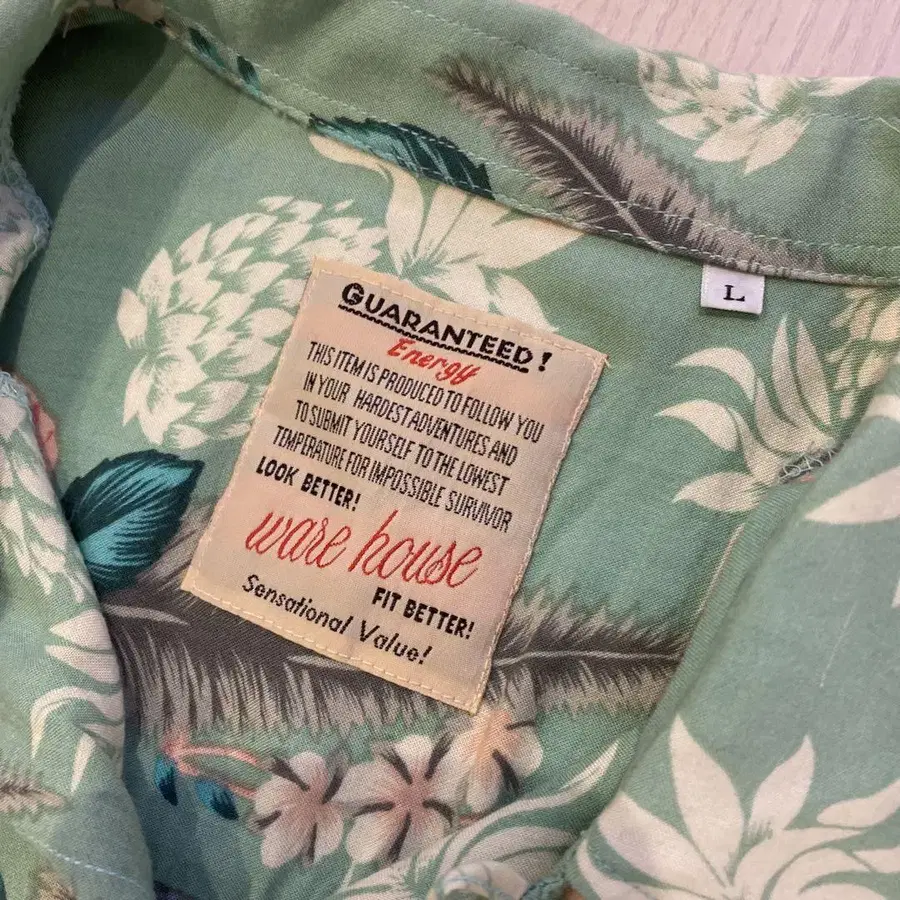 L
GUARANTEED!
Energy
THIS ITEM IS PRODUCED TO FOLLOW YOU
IN YOUR HARDEST ADVENTURES AND
TO SUBMIT YOURSELF TO THE LOWEST
TEMPERATURE FOR IMPOSSIBLE SURVIVOR
LOOK BETTER!
ware house
FIT BETTER!
Sensational Value!